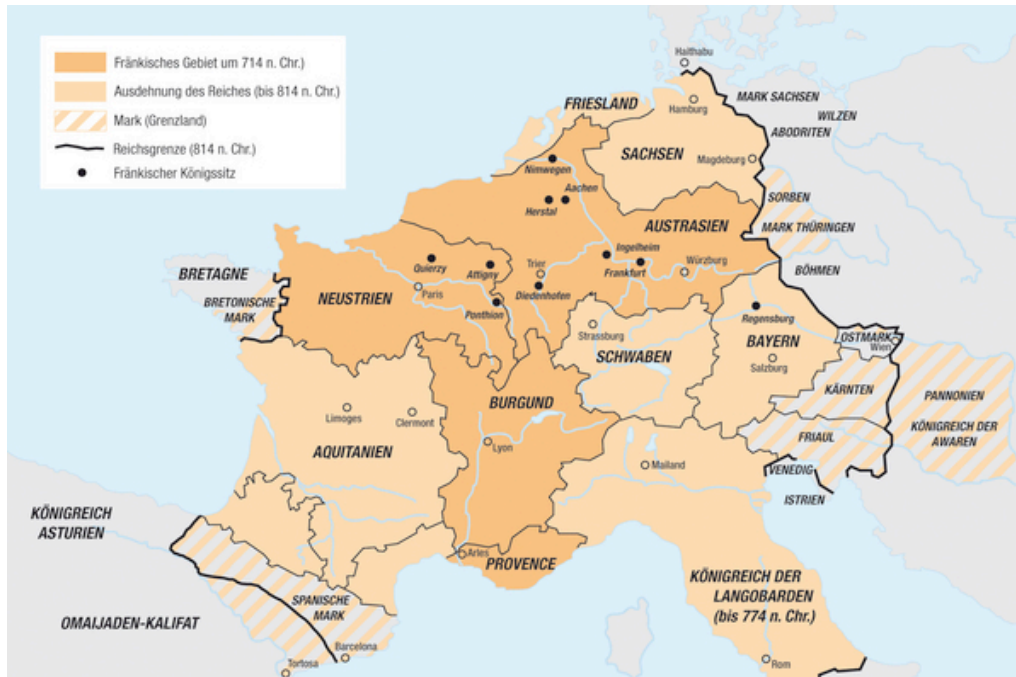 Fränkisches Gebiet um 714 n. Chr.)
Ausdehnung des Reiches (bis 814 n. Chr.)
Mark (Grenzland)
Reichsgrenze (814 n. Chr.)
Fränkischer Königssitz
Haithabu
FRIESLAND
Hamburg
MARK SACHSEN
WILZEN
ABODRITEN
SACHSEN
Magdeburg
Nimwegen
Aachen
Herstal
SORBEN
MARK THÜRINGEN
AUSTRASIEN
Ingelheim
Würzburg
Frankfurt
BÖHMEN
Trier
Diedenhofen
Quierzy
Attigny
BRETAGNE
BRETONISCHE
MARK
NEUSTRIEN
Paris
Ponthion
Strassburg
SCHWABEN
Regensburg
BAYERN
Salzburg
OSTMARK
Wien
KÄRNTEN
PANNONIEN
KÖNIGREICH DER
AWAREN
FRIAUL
BURGUND
Limoges
Clermont
AQUITANIEN
Lyon
Mailand
VENEDIG
ISTRIEN
KÖNIGREICH
ASTURIEN
Arles
PROVENCE
KÖNIGREICH DER
LANGOBARDEN
(bis 774 n. Chr.)
SPANISCHE
MARK
OMAIJADEN-KALIFAT
Barcelona
Tortosa
Rom